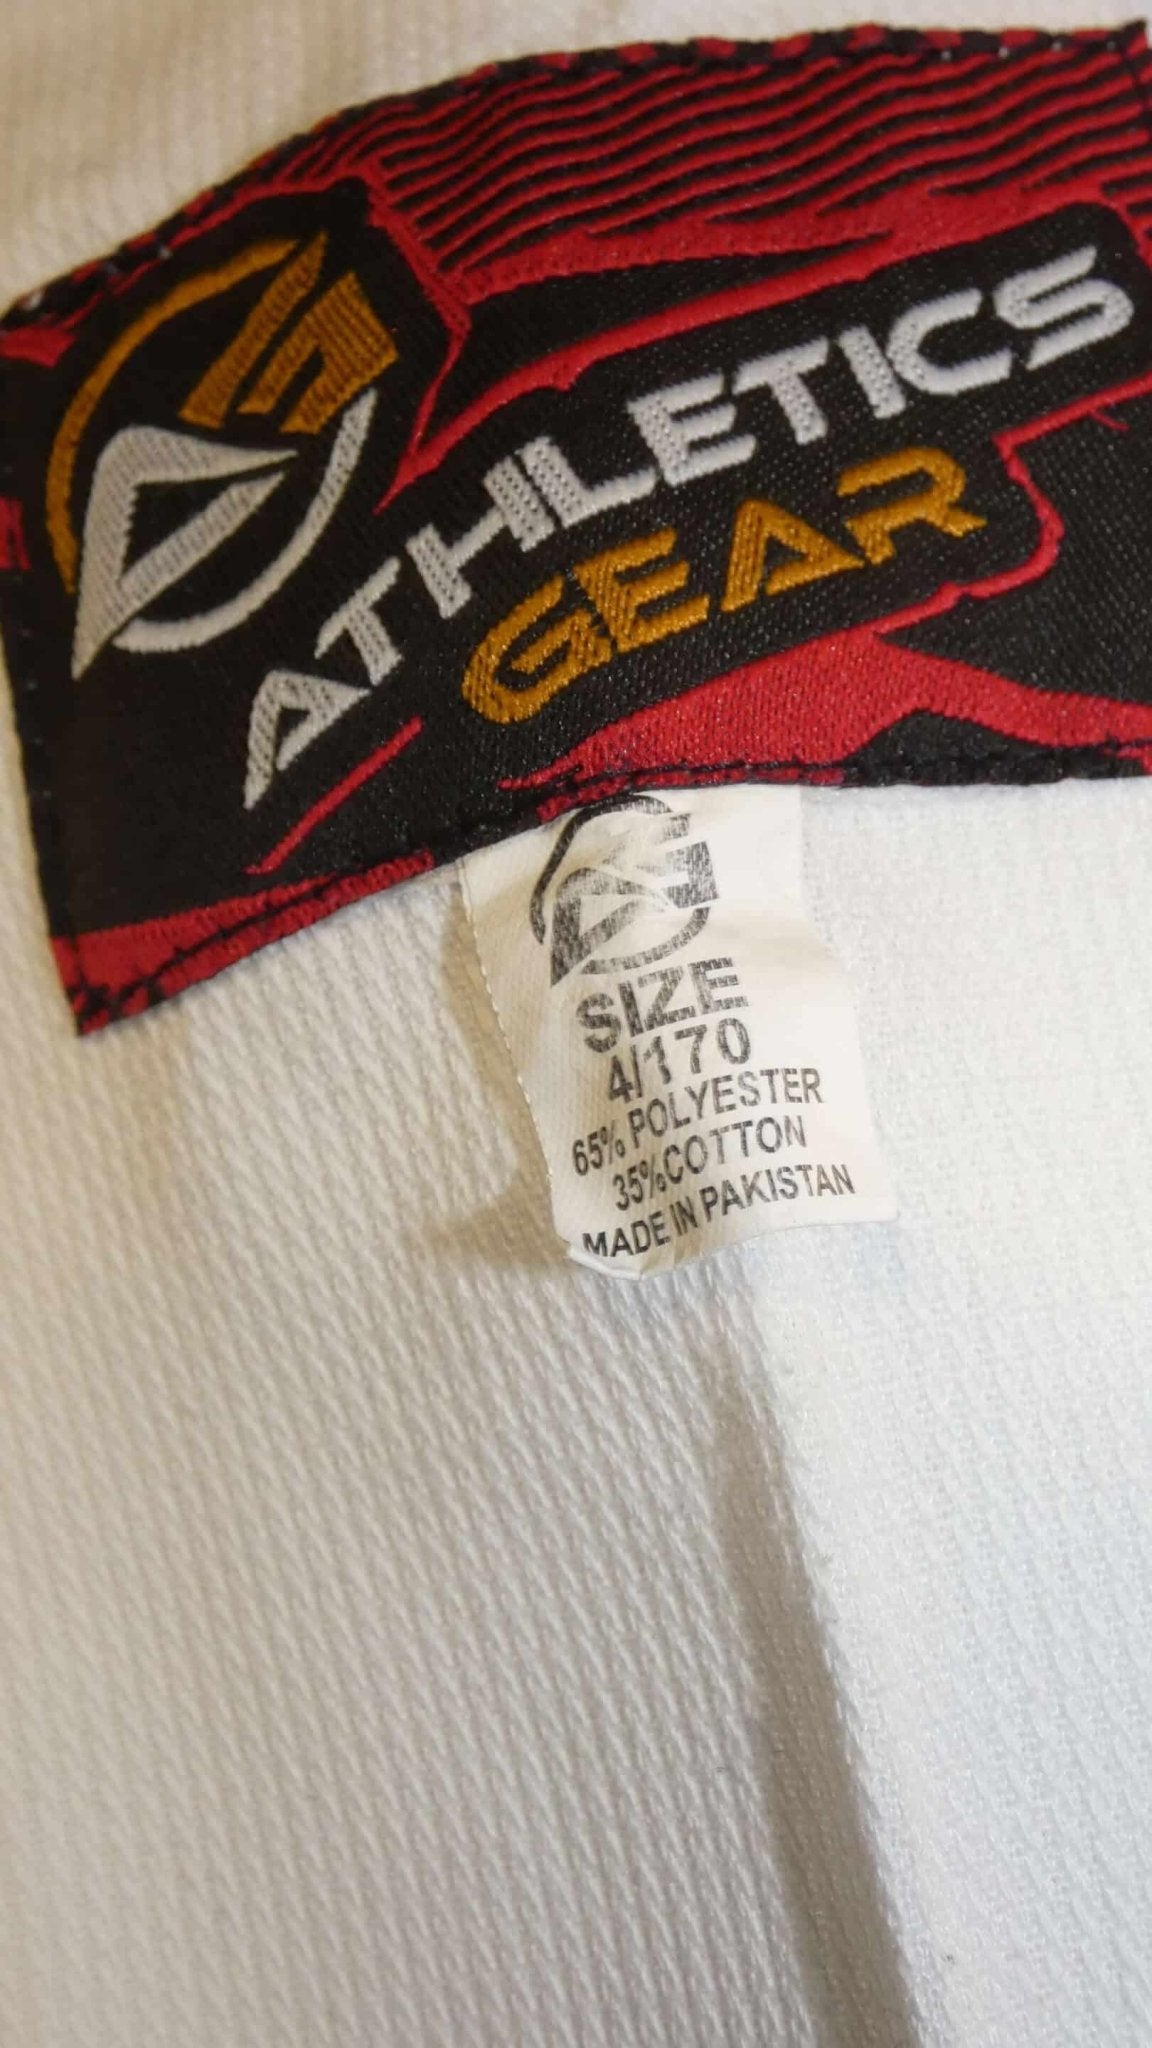 ATHLETICS
GEAR
SIZE
4/170
65% POLYESTER
35%COTTON
MADE IN PAKISTAN